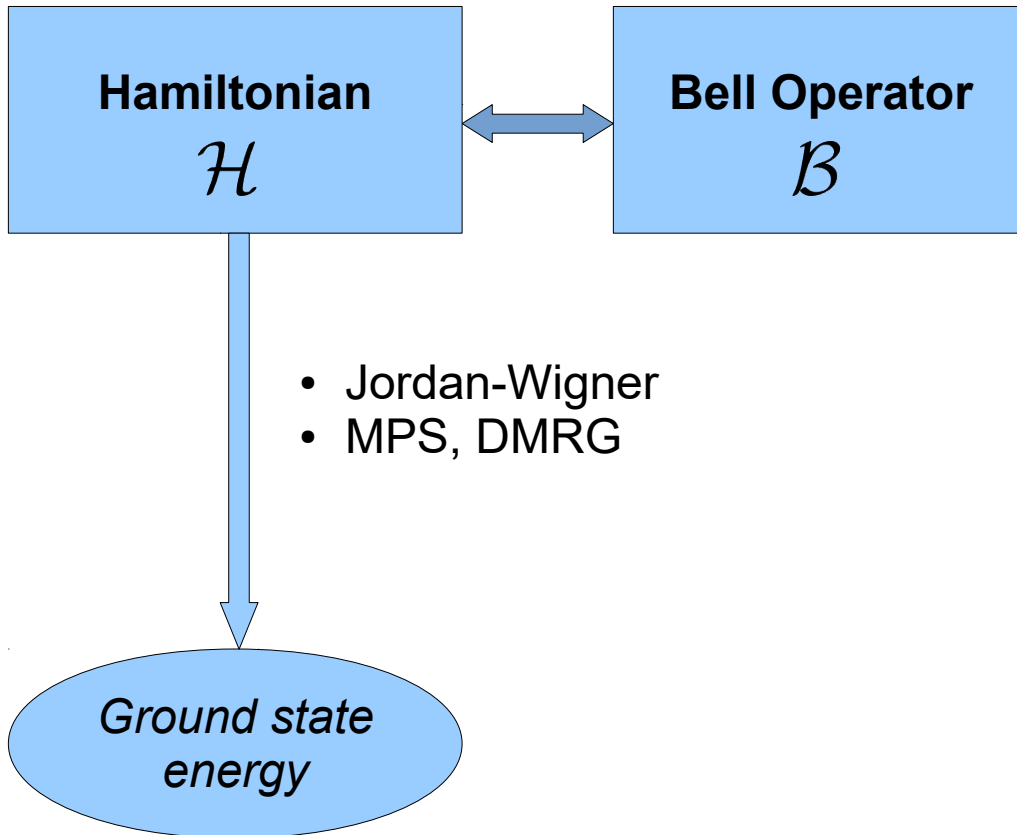 Hamiltonian
ℋ
Bell Operator
ℬ
• Jordan-Wigner
• MPS, DMRG
Ground state
energy